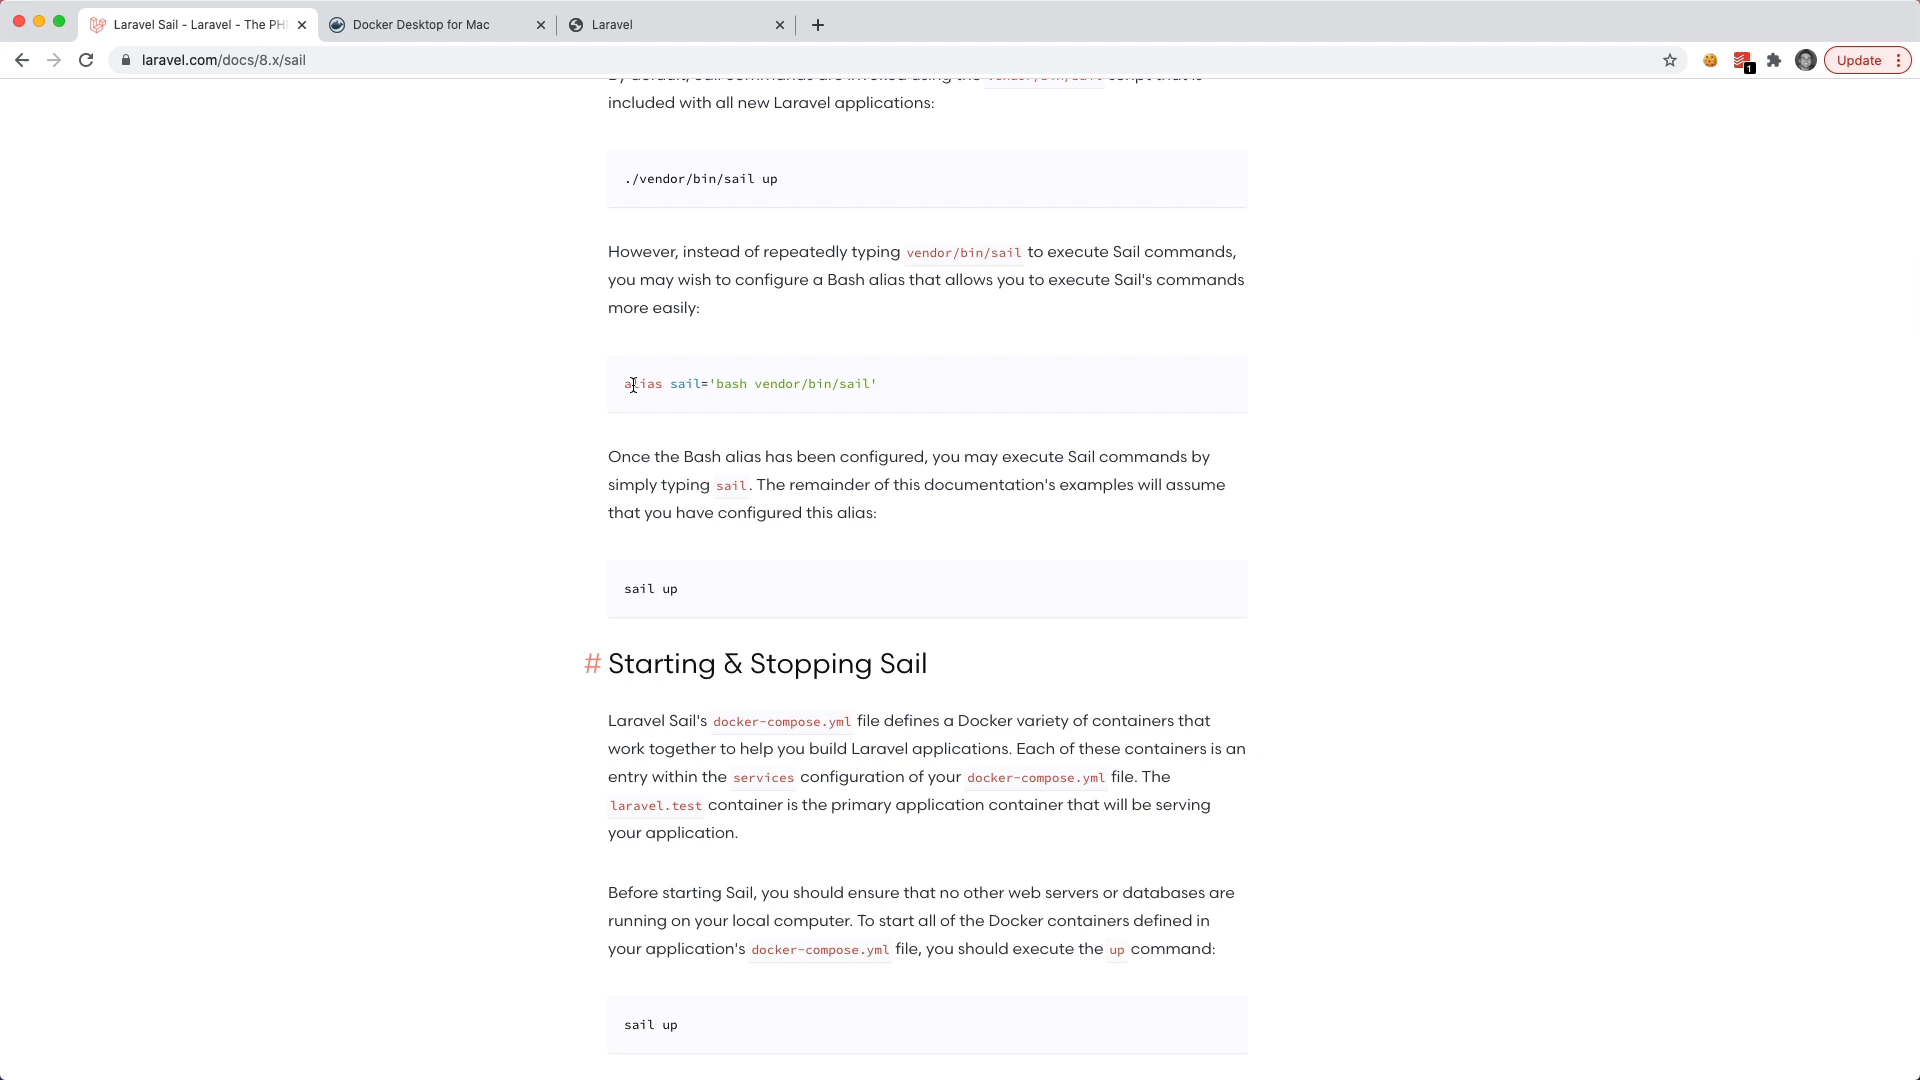 Laravel Sail - Laravel - The PH
Docker Desktop for Mac
Laravel
laravel.com/docs/8.x/sail
1
Update
By default, Sail commands are invoked using the vendor/bin/sail script that is
included with all new Laravel applications:
./vendor/bin/sail up
However, instead of repeatedly typing vendor/bin/sail to execute Sail commands,
you may wish to configure a Bash alias that allows you to execute Sail's commands
more easily:
alias sail='bash vendor/bin/sail'
Once the Bash alias has been configured, you may execute Sail commands by
simply typing sail. The remainder of this documentation's examples will assume
that you have configured this alias:
sail up
# Starting & Stopping Sail
Laravel Sail's docker-compose.yml file defines a Docker variety of containers that
work together to help you build Laravel applications. Each of these containers is an
entry within the services configuration of your docker-compose.yml file. The
laravel.test container is the primary application container that will be serving
your application.
Before starting Sail, you should ensure that no other web servers or databases are
running on your local computer. To start all of the Docker containers defined in
your application's docker-compose.yml file, you should execute the up command:
sail up